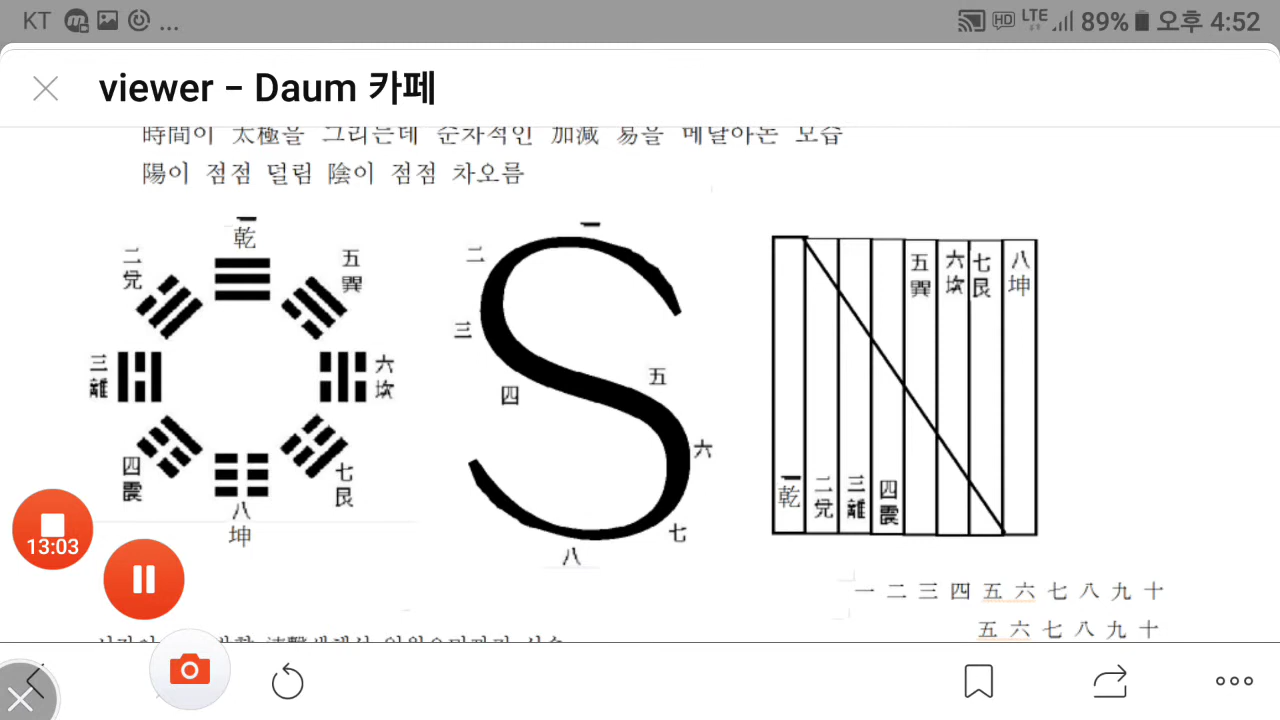 KT ... HD LTE 89% 오후 4:52
viewer – Daum 카페
時間이 太極을 그리는데 순차적인 加減 易을 메달아논 모습
陽이 점점 덜림 陰이 점점 차오름
一
乾
二
兌
五
巽
三
離
六
坎
四
震
七
艮
八
坤
一
二
三
四
五
六
七
八
一
乾
二
兌
三
離
四
震
五
巽
六
坎
七
艮
八
坤
一 二 三 四 五 六 七 八 九 十
五 六 七 八 九 十
13:03